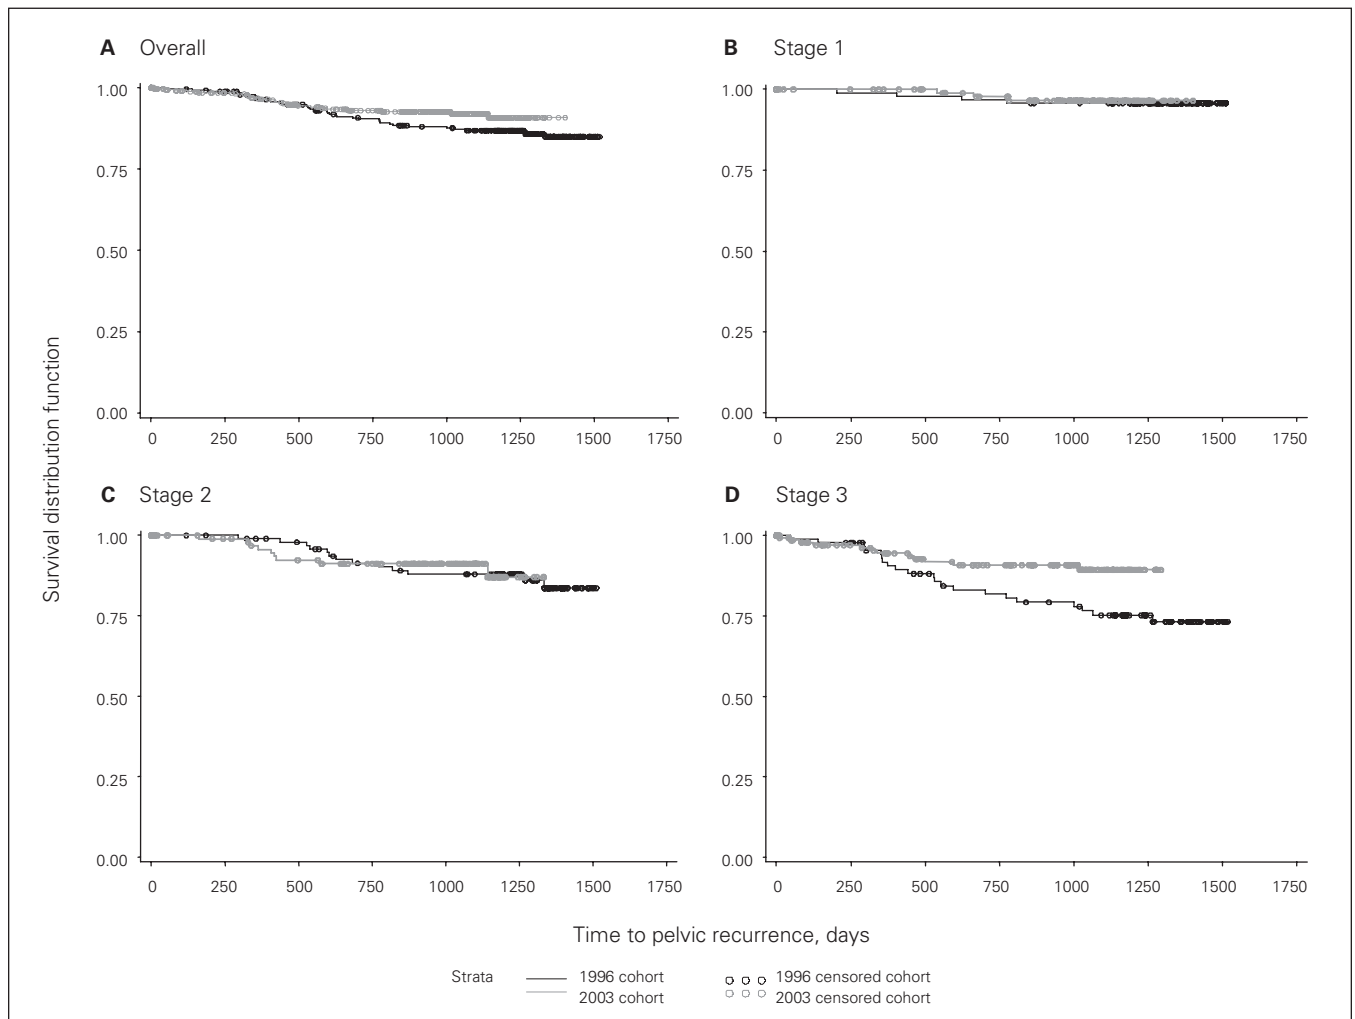 A Overall
B Stage 1
1.00
0.75
0.50
0.25
0.00
0 250 500 750 1000 1250 1500 1750
1.00
0.75
0.50
0.25
0.00
0 250 500 750 1000 1250 1500 1750
Survival distribution function
C Stage 2
D Stage 3
1.00
0.75
0.50
0.25
0.00
0 250 500 750 1000 1250 1500 1750
1.00
0.75
0.50
0.25
0.00
0 250 500 750 1000 1250 1500 1750
Time to pelvic recurrence, days
Strata
1996 cohort
2003 cohort
1996 censored cohort
2003 censored cohort